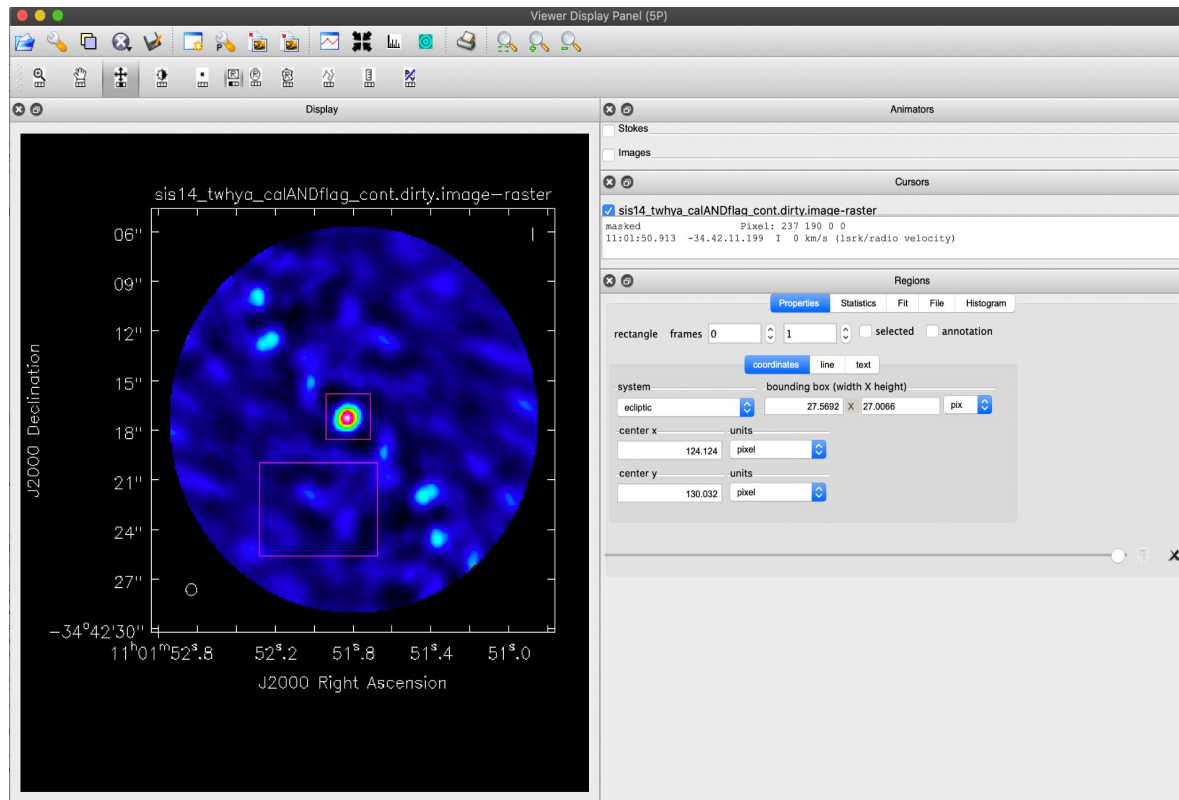 Viewer Display Panel (5P)
Display
sis14_twhya_calANDflag_cont.dirty.image-raster
I
06"
09"
12"
15"
18"
21"
24"
27"
-34°42'30"
J2000 Declination
11h01m52s.8 52s.2 51s.8 51s.4 51s.0
J2000 Right Ascension
Animators
Stokes
Images
Cursors
sis14_twhya_calANDflag_cont.dirty.image-raster
masked Pixel: 237 190 0 0
11:01:50.913 -34.42.11.199 I 0 km/s (lsrk/radio velocity)
Regions
Properties Statistics Fit File Histogram
rectangle frames 0 1 selected annotation
coordinates line text
system bounding box (width X height)
ecliptic 27.5692 X 27.0066 pix
center x units
124.124 pixel
center y units
130.032 pixel